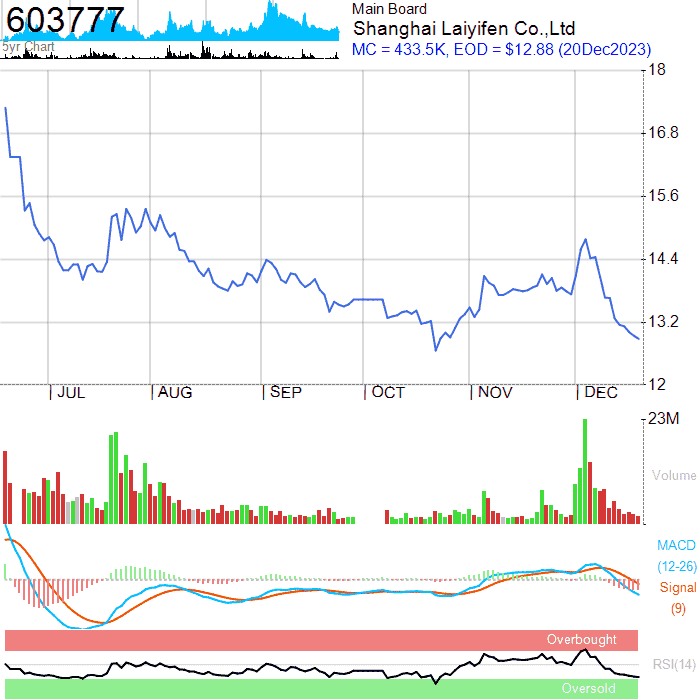 603777
5yr Chart
Main Board
Shanghai Laiyifen Co.,Ltd
MC = 433.5K, EOD = $12.88 (20Dec2023)
18
16.8
15.6
14.4
13.2
12
JUL AUG SEP OCT NOV DEC
23M
Volume
MACD
(12-26)
Signal
(9)
Overbought
RSI(14)
Oversold